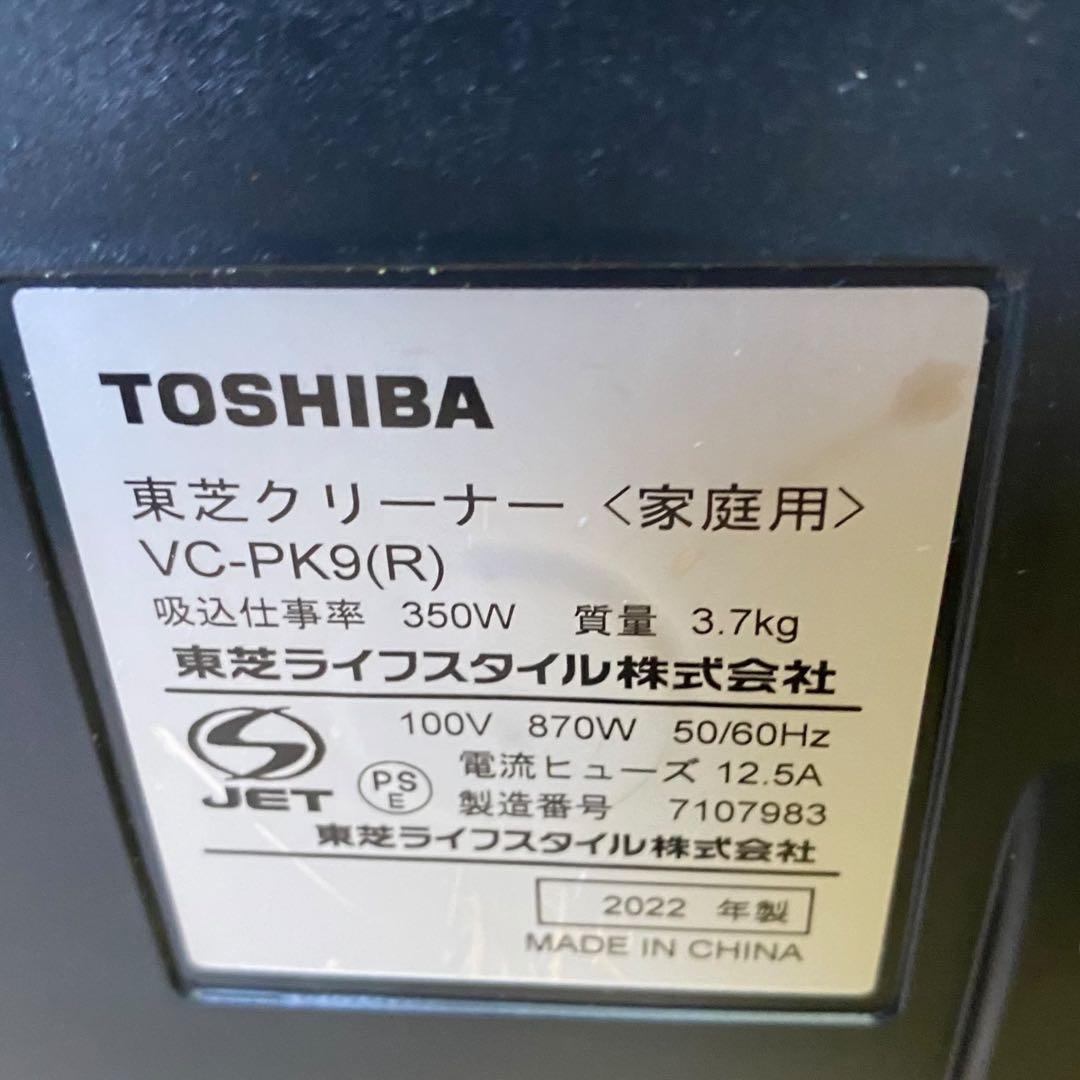 TOSHIBA
東芝クリーナー〈家庭用〉
VC-PK9(R)
吸込仕事率 350W 質量 3.7kg
東芝ライフスタイル株式会社
100V 870W 50/60Hz
電流ヒューズ 12.5A
JET PSE 製造番号 7107983
東芝ライフスタイル株式会社
2022 年製
MADE IN CHINA